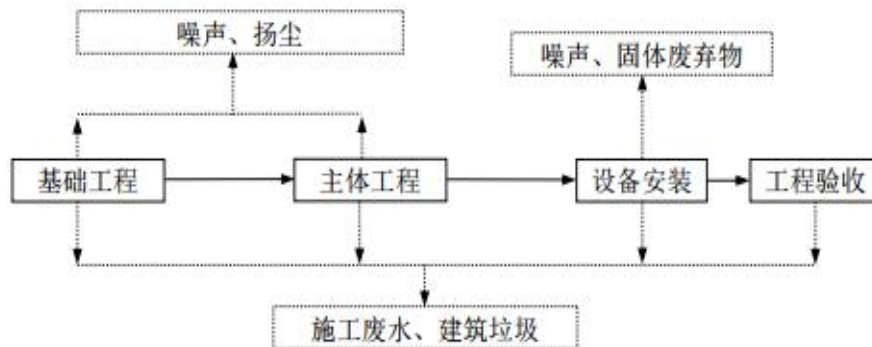 噪声、扬尘
噪声、固体废弃物
基础工程
主体工程
设备安装
工程验收
施工废水、建筑垃圾